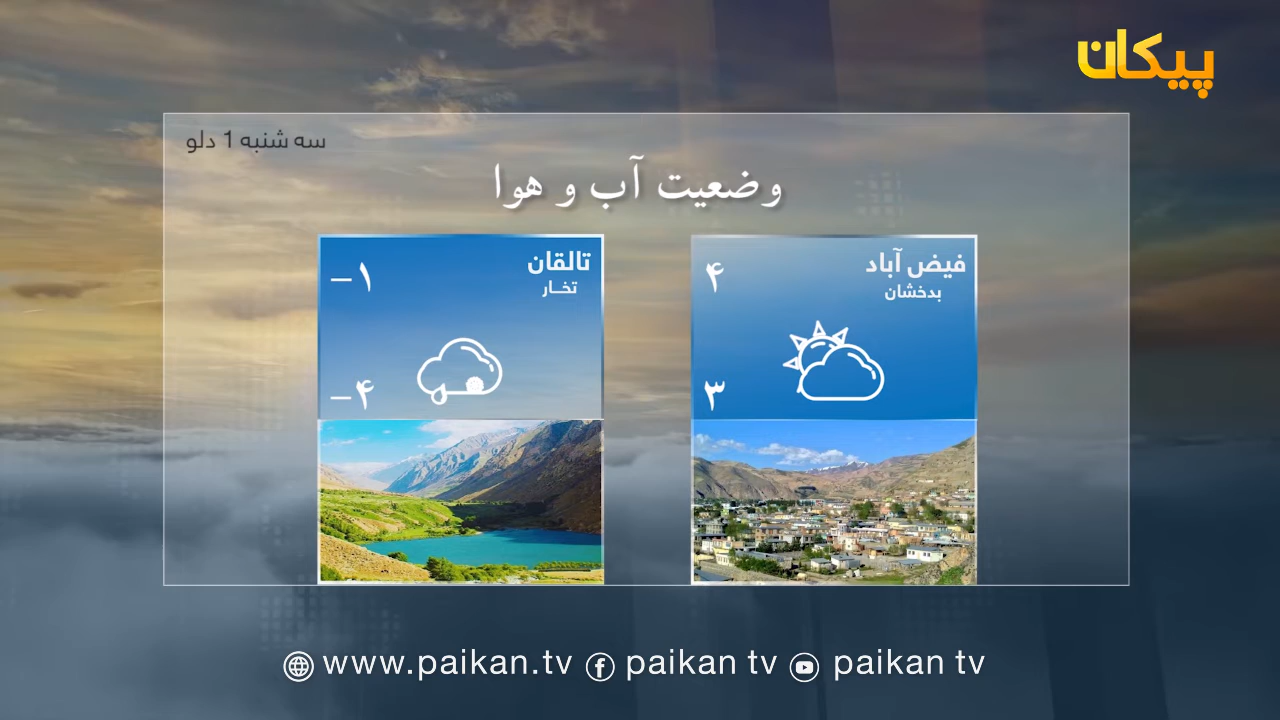 پیکان
سه شنبه 1 دلو
وضعیت آب و هوا
فیض آباد
بدخشان
۴
۳
تالقان
تخـار
−۱
−۴
www.paikan.tv paikan tv paikan tv